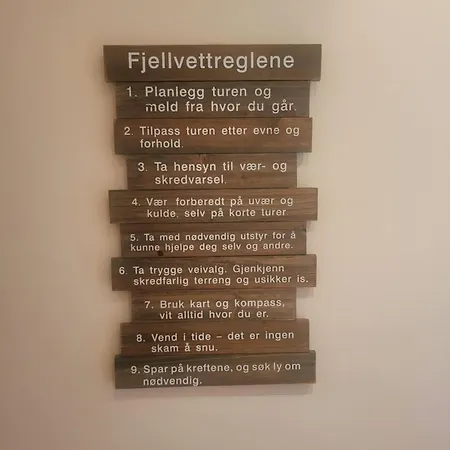 Fjellvettreglene
1. Planlegg turen og
meld fra hvor du går.
2. Tilpass turen etter evne og
forhold.
3. Ta hensyn til vær- og
skredvarsel.
4. Vær forberedt på uvær og
kulde, selv på korte turer
5. Ta med nødvendig utstyr for å
kunne hjelpe deg selv og andre.
6. Ta trygge veivalg. Gjenkjenn
skredfarlig terreng og usikker is.
7. Bruk kart og kompass,
vit alltid hvor du er.
8. Vend i tide – det er ingen
skam å snu.
9. Spar på kreftene, og søk ly om
nødvendig.